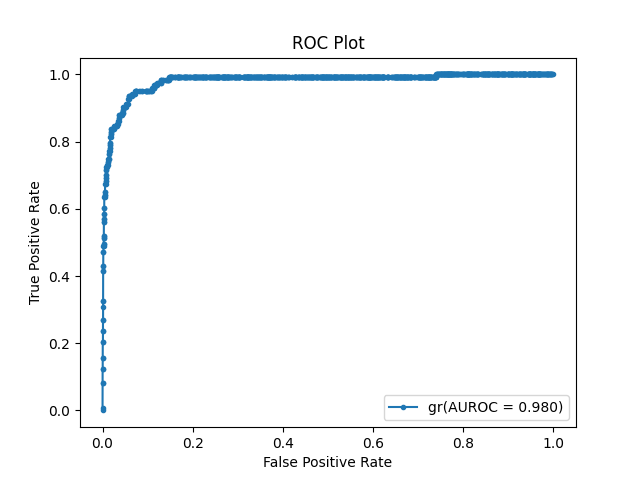 ROC Plot
True Positive Rate
1.0
0.8
0.6
0.4
0.2
0.0
gr(AUROC = 0.980)
0.0 0.2 0.4 0.6 0.8 1.0
False Positive Rate